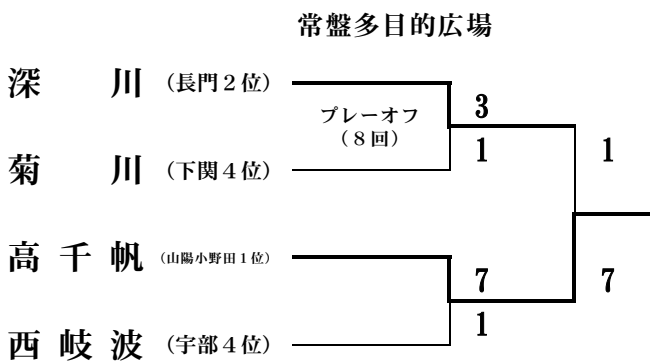 常盤多目的広場
深川（長門２位）
プレーオフ
（８回）
3
1
菊川（下関４位）
1
高千帆（山陽小野田１位）
7
1
7
西岐波（宇部４位）